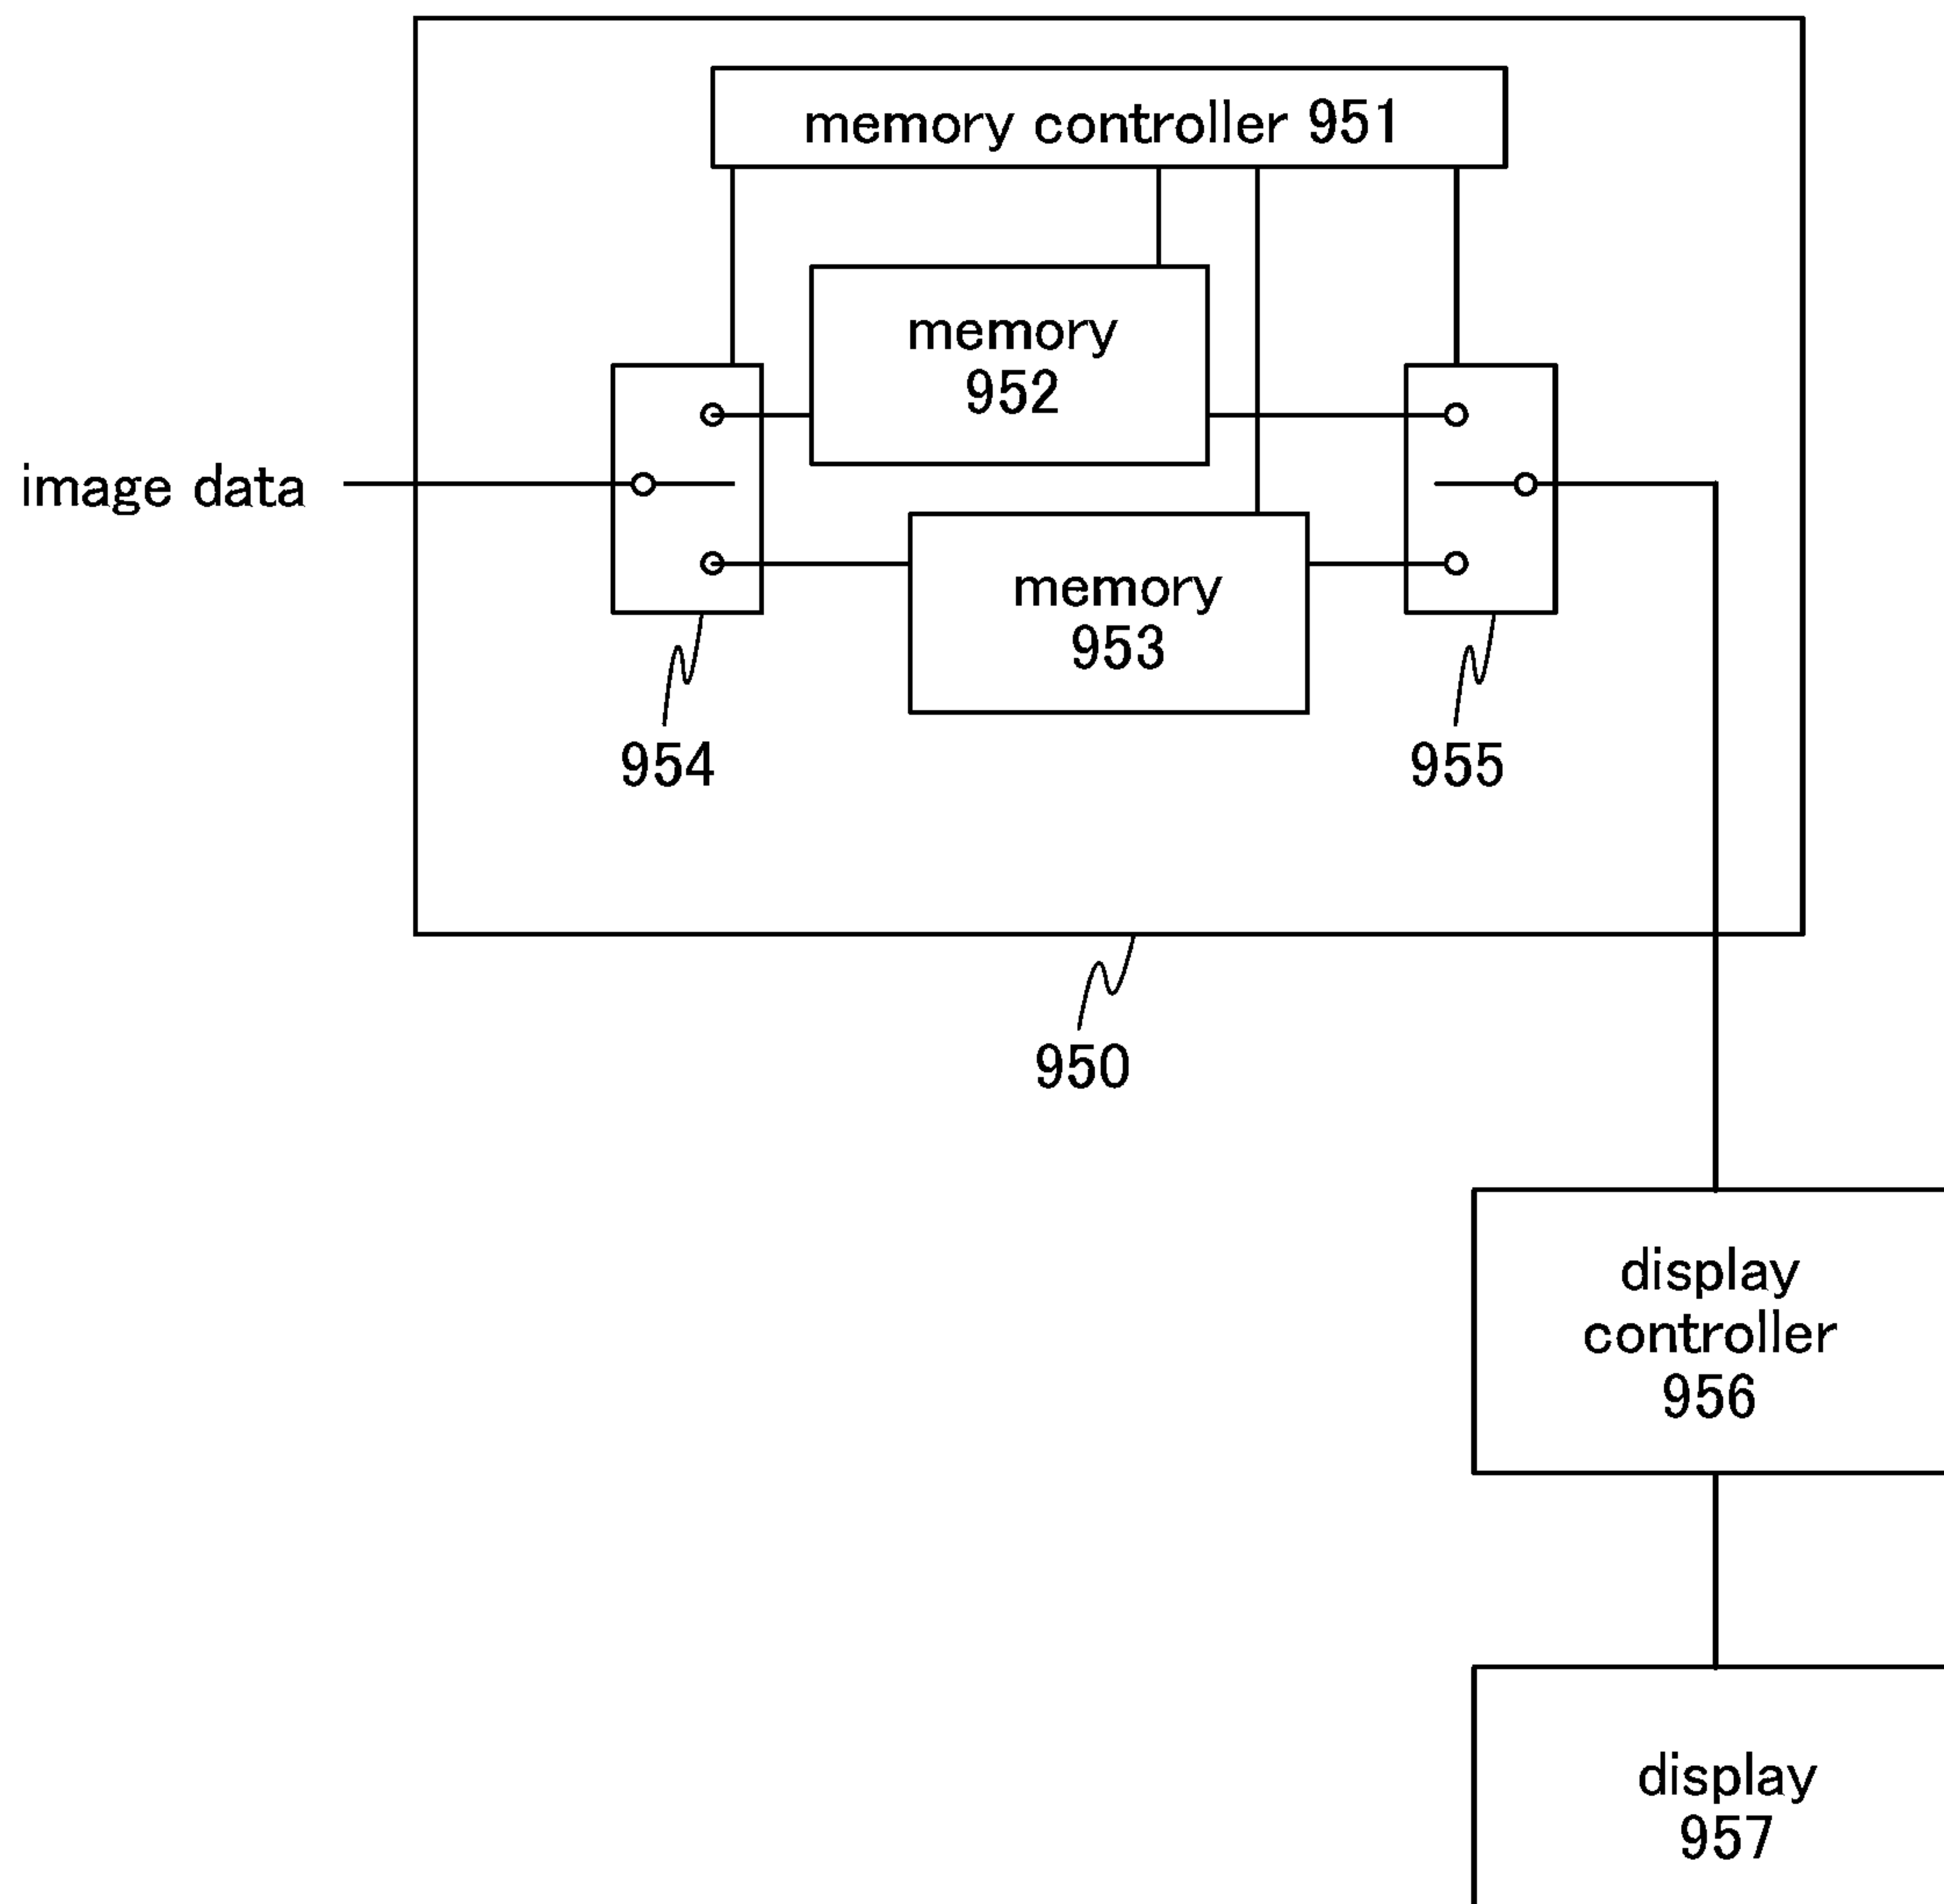 memory controller 951
memory
952
image data
memory
953
954
955
950
display
controller
956
display
957